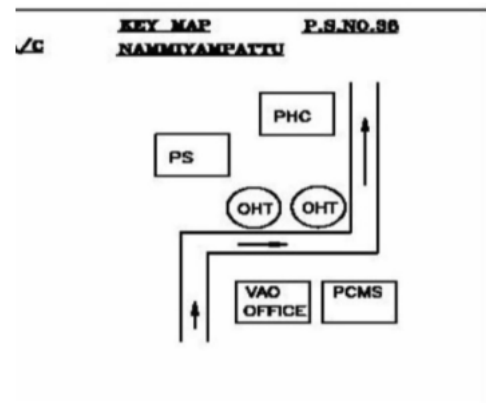 KEY MAP P.S.NO.36
/C
NAMMIYAMPATTU
PHC
PS
OHT OHT
VAO PCMS
OFFICE